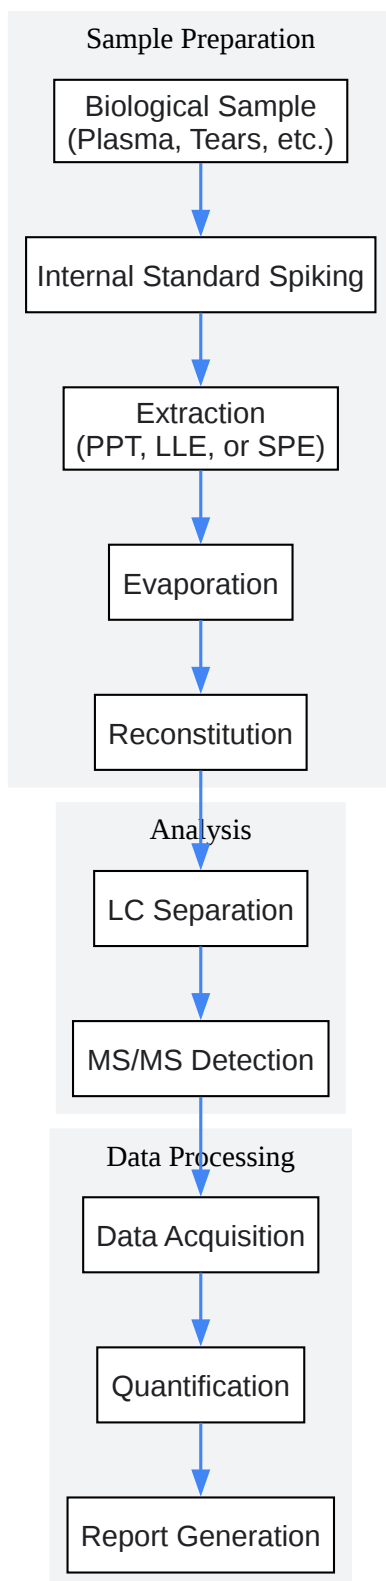 Sample Preparation
Biological Sample
(Plasma, Tears, etc.)
Internal Standard Spiking
Extraction
(PPT, LLE, or SPE)
Evaporation
Reconstitution
Analysis
LC Separation
MS/MS Detection
Data Processing
Data Acquisition
Quantification
Report Generation